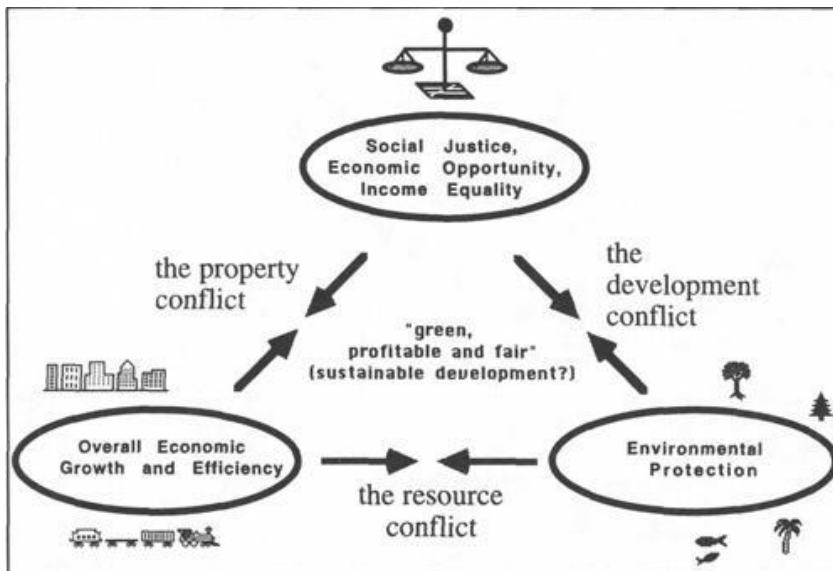 Social Justice,
Economic Opportunity,
Income Equality
the property
conflict
the
development
conflict
"green,
profitable and fair"
(sustainable development?)
Overall Economic
Growth and Efficiency
Environmental
Protection
the resource
conflict